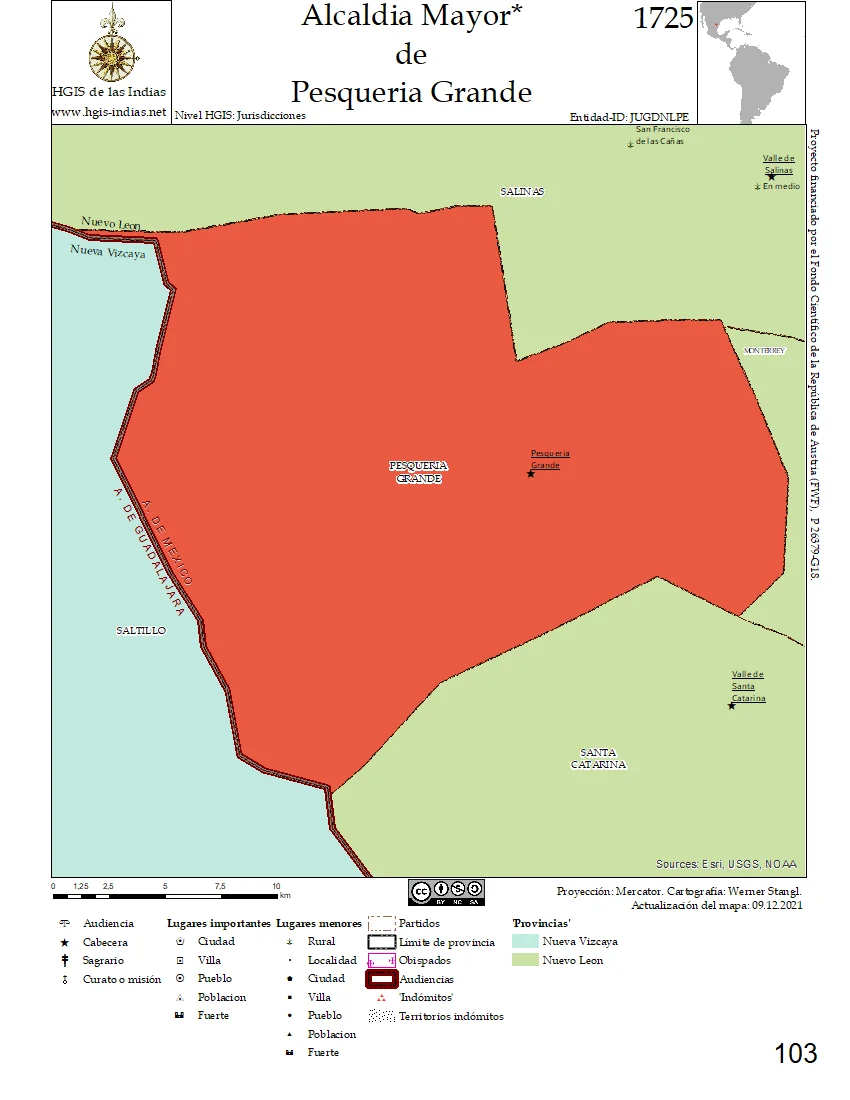 Alcaldia Mayor*
de
Pesqueria Grande
1725
HGIS de las Indias
www.hgis-indias.net
Nivel HGIS: Jurisdicciones
Entidad-ID: JUGDNLPE
San Francisco
de las Cañas
Valle de
Salinas
En medio
SALINAS
Nuevo Leon
Nueva Vizcaya
MONTERREY
Pesqueria
Grande
PESQUERIA
GRANDE
A. DE MEXICO
A. DE GUADALAJARA
SALTILLO
Valle de
Santa
Catarina
SANTA
CATARINA
Sources: Esri, USGS, NOAA
Proyecto financiado por el Fondo Científico de la República de Austria (FWF), P 26379-G18.
0 1,25 2,5 5 7,5 10
km
cc
BY NC SA
Proyección: Mercator. Cartografía: Werner Stangl.
Actualización del mapa: 09.12.2021
Audiencia
Cabecera
Sagrario
Curato o misión
Lugares importantes
Ciudad
Villa
Pueblo
Poblacion
Fuerte
Lugares menores
Rural
Localidad
Ciudad
Villa
Pueblo
Poblacion
Fuerte
Partidos
Límite de provincia
Obispados
Audiencias
'Indómitos'
Territorios indómitos
'Provincias'
Nueva Vizcaya
Nuevo Leon
103